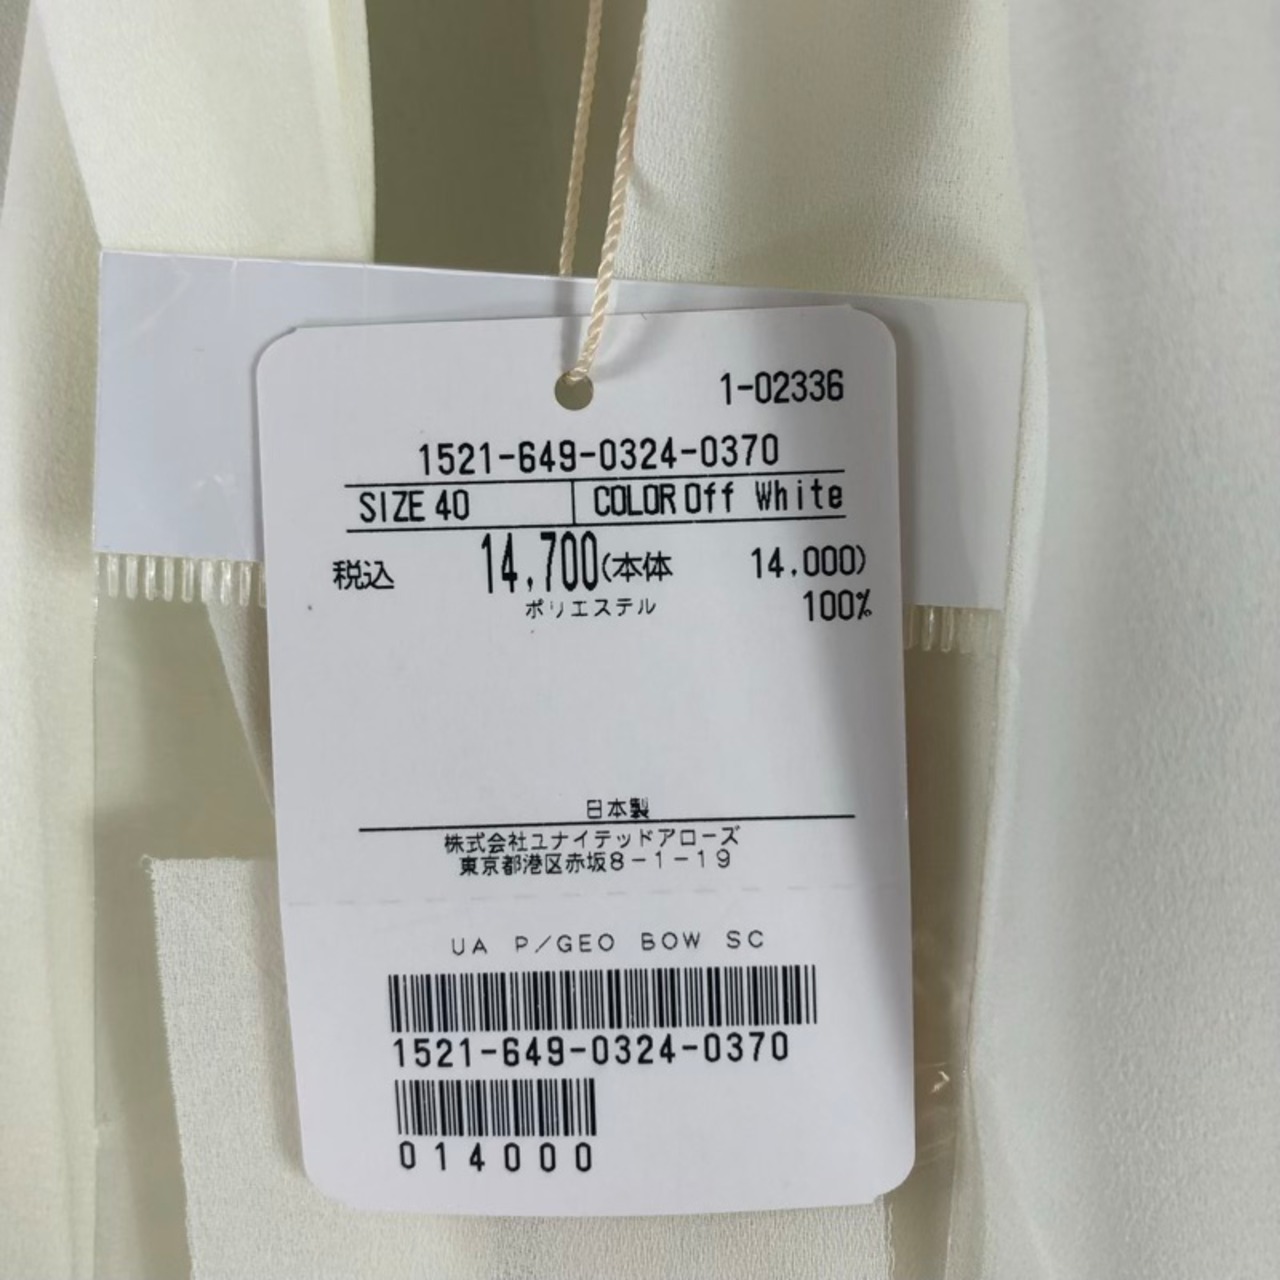 1-02336
1521-649-0324-0370
SIZE 40 COLOR Off White
税込 14,700(本体 14,000)
ポリエステル 100%
日本製
株式会社ユナイテッドアローズ
東京都港区赤坂8-1-19
UA P/GEO BOW SC
1521-649-0324-0370
014000